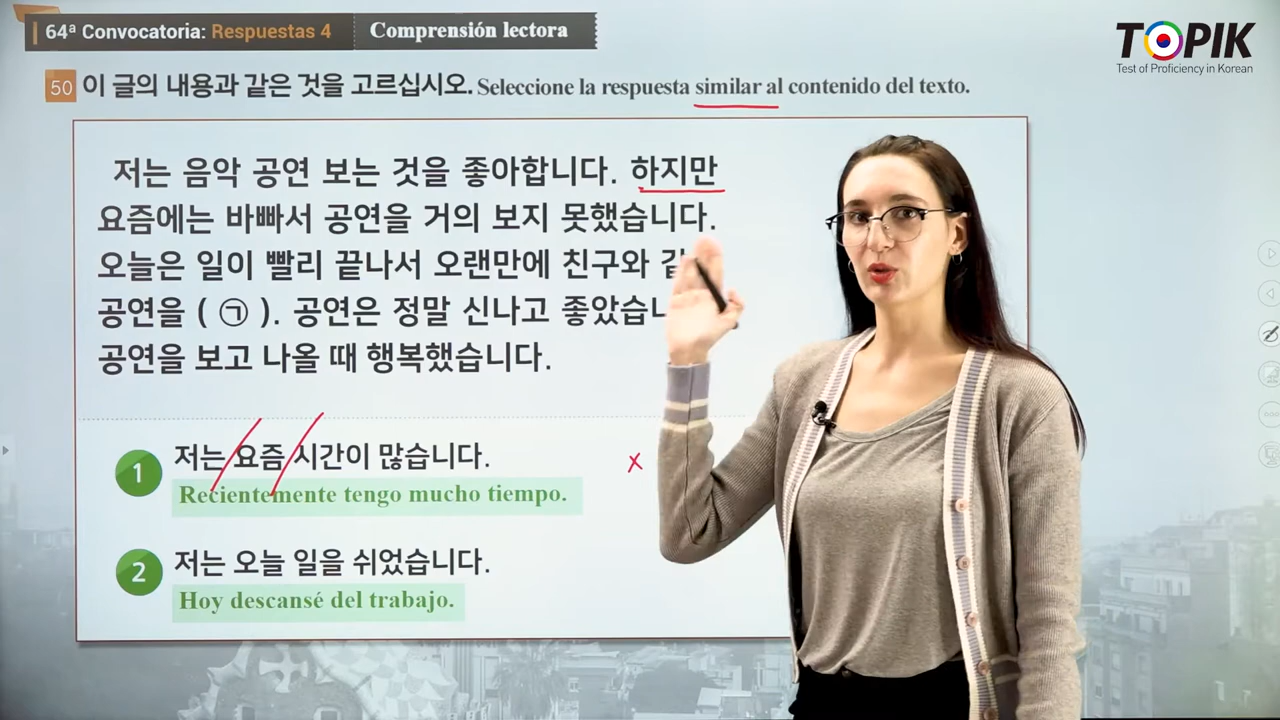 64ª Convocatoria: Respuestas 4 Comprensión lectora
TOPIK
Test of Proficiency in Korean
50 이 글의 내용과 같은 것을 고르십시오. Seleccione la respuesta similar al contenido del texto.
저는 음악 공연 보는 것을 좋아합니다. 하지만
요즘에는 바빠서 공연을 거의 보지 못했습니다.
오늘은 일이 빨리 끝나서 오랜만에 친구와
공연을 ( ㉠ ). 공연은 정말 신나고
공연을 보고 나올 때 행복했습니다.
1 저는 요즘 시간이 많습니다.
Recientemente tengo mucho tiempo.
2 저는 오늘 일을 쉬었습니다.
Hoy descansé del trabajo.